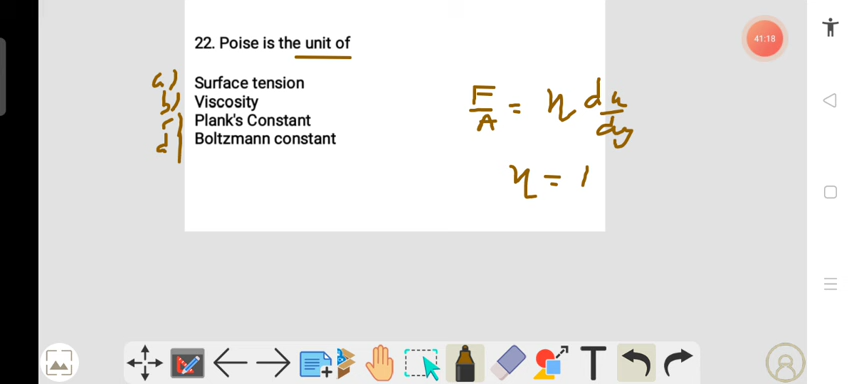 41:18
22. Poise is the unit of
a) Surface tension
b) Viscosity
c) Plank's Constant
d) Boltzmann constant
F/A = η du/dy
η = 1
T